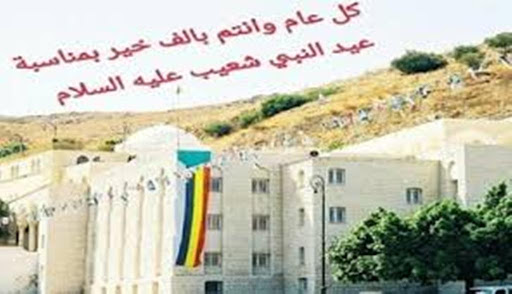 كل عام وانتم بالف خير بمناسبة
عيد النبي شعيب عليه السلام